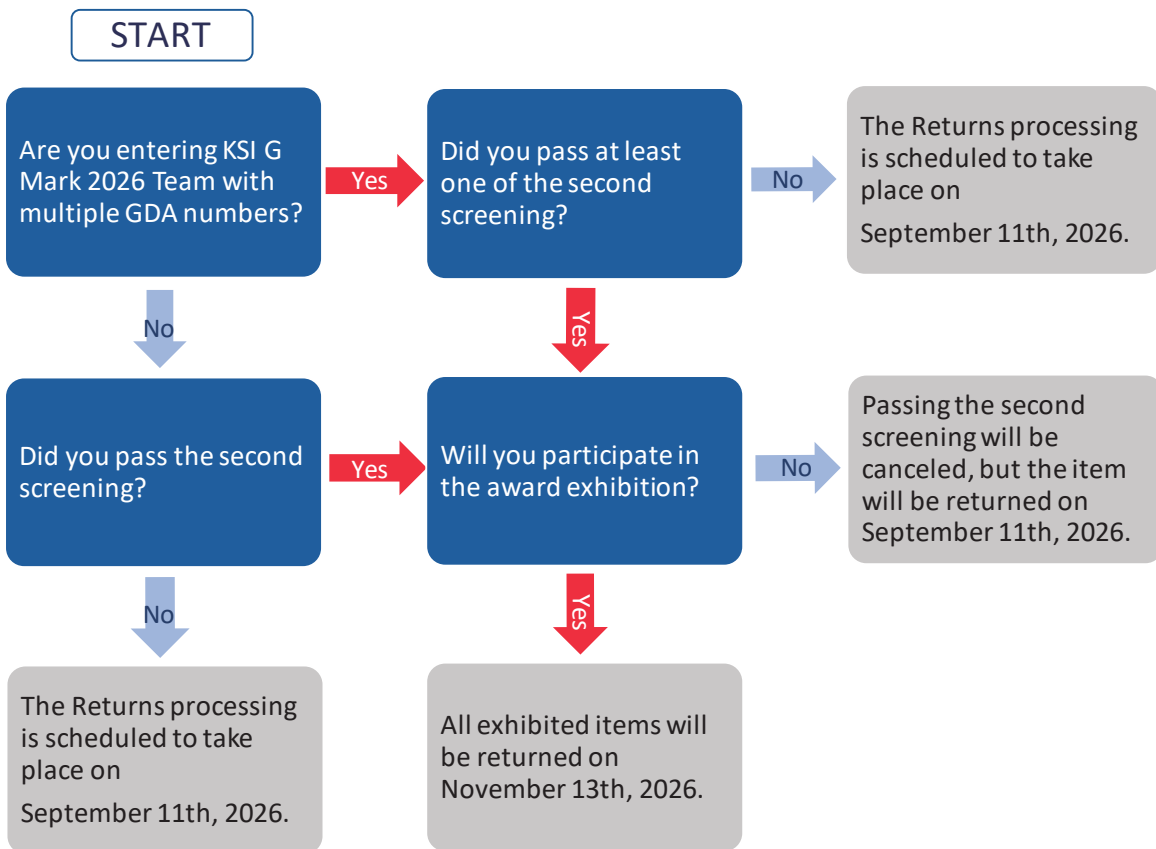 START
Are you entering KSI G
Mark 2026 Team with
multiple GDA numbers?
Yes
Did you pass at least
one of the second
screening?
No
The Returns processing
is scheduled to take
place on
September 11th, 2026.
No
Yes
Did you pass the second
screening?
Yes
Will you participate in
the award exhibition?
No
Passing the second
screening will be
canceled, but the item
will be returned on
September 11th, 2026.
No
Yes
The Returns processing
is scheduled to take
place on
September 11th, 2026.
All exhibited items will
be returned on
November 13th, 2026.